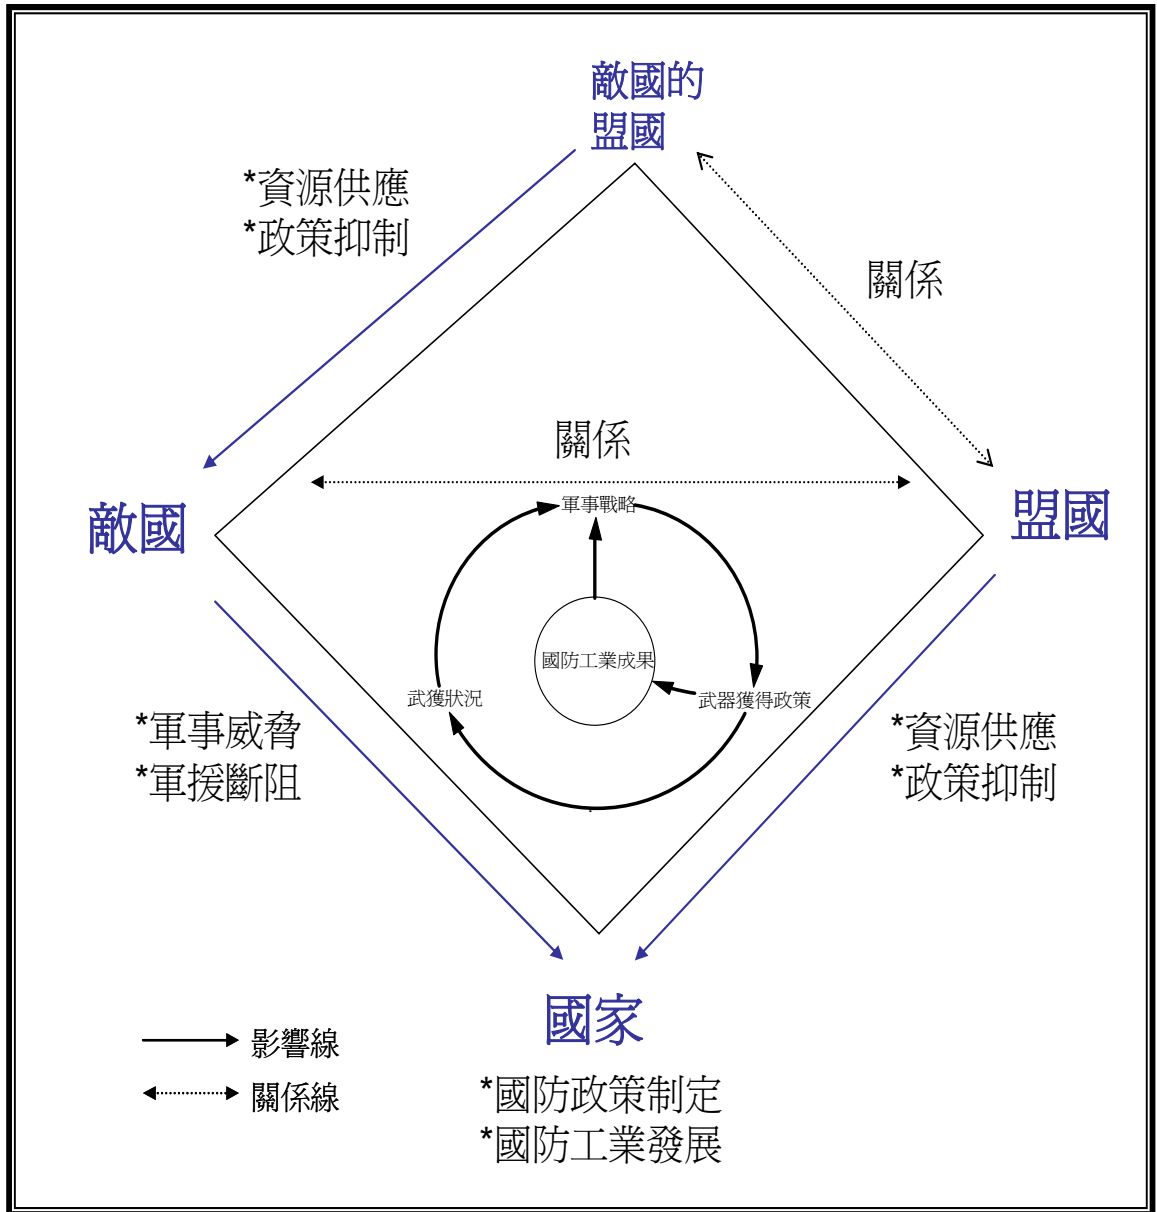 敵國的
盟國
*資源供應
*政策抑制
關係
關係
敵國
盟國
軍事戰略
國防工業成果
武獲狀況
武器獲得政策
*軍事威脅
*軍援斷阻
*資源供應
*政策抑制
國家
*國防政策制定
*國防工業發展
影響線
關係線